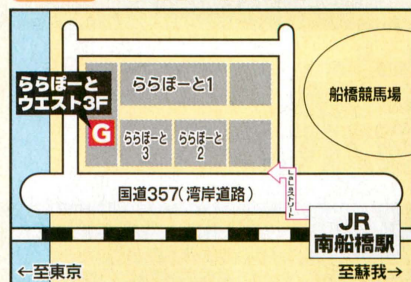 ららぽーと
ウエスト3F
G
ららぽーと1
ららぽーと
3
ららぽーと
2
船橋競馬場
国道357(湾岸道路)
JR
南船橋駅
←至東京
至蘇我→